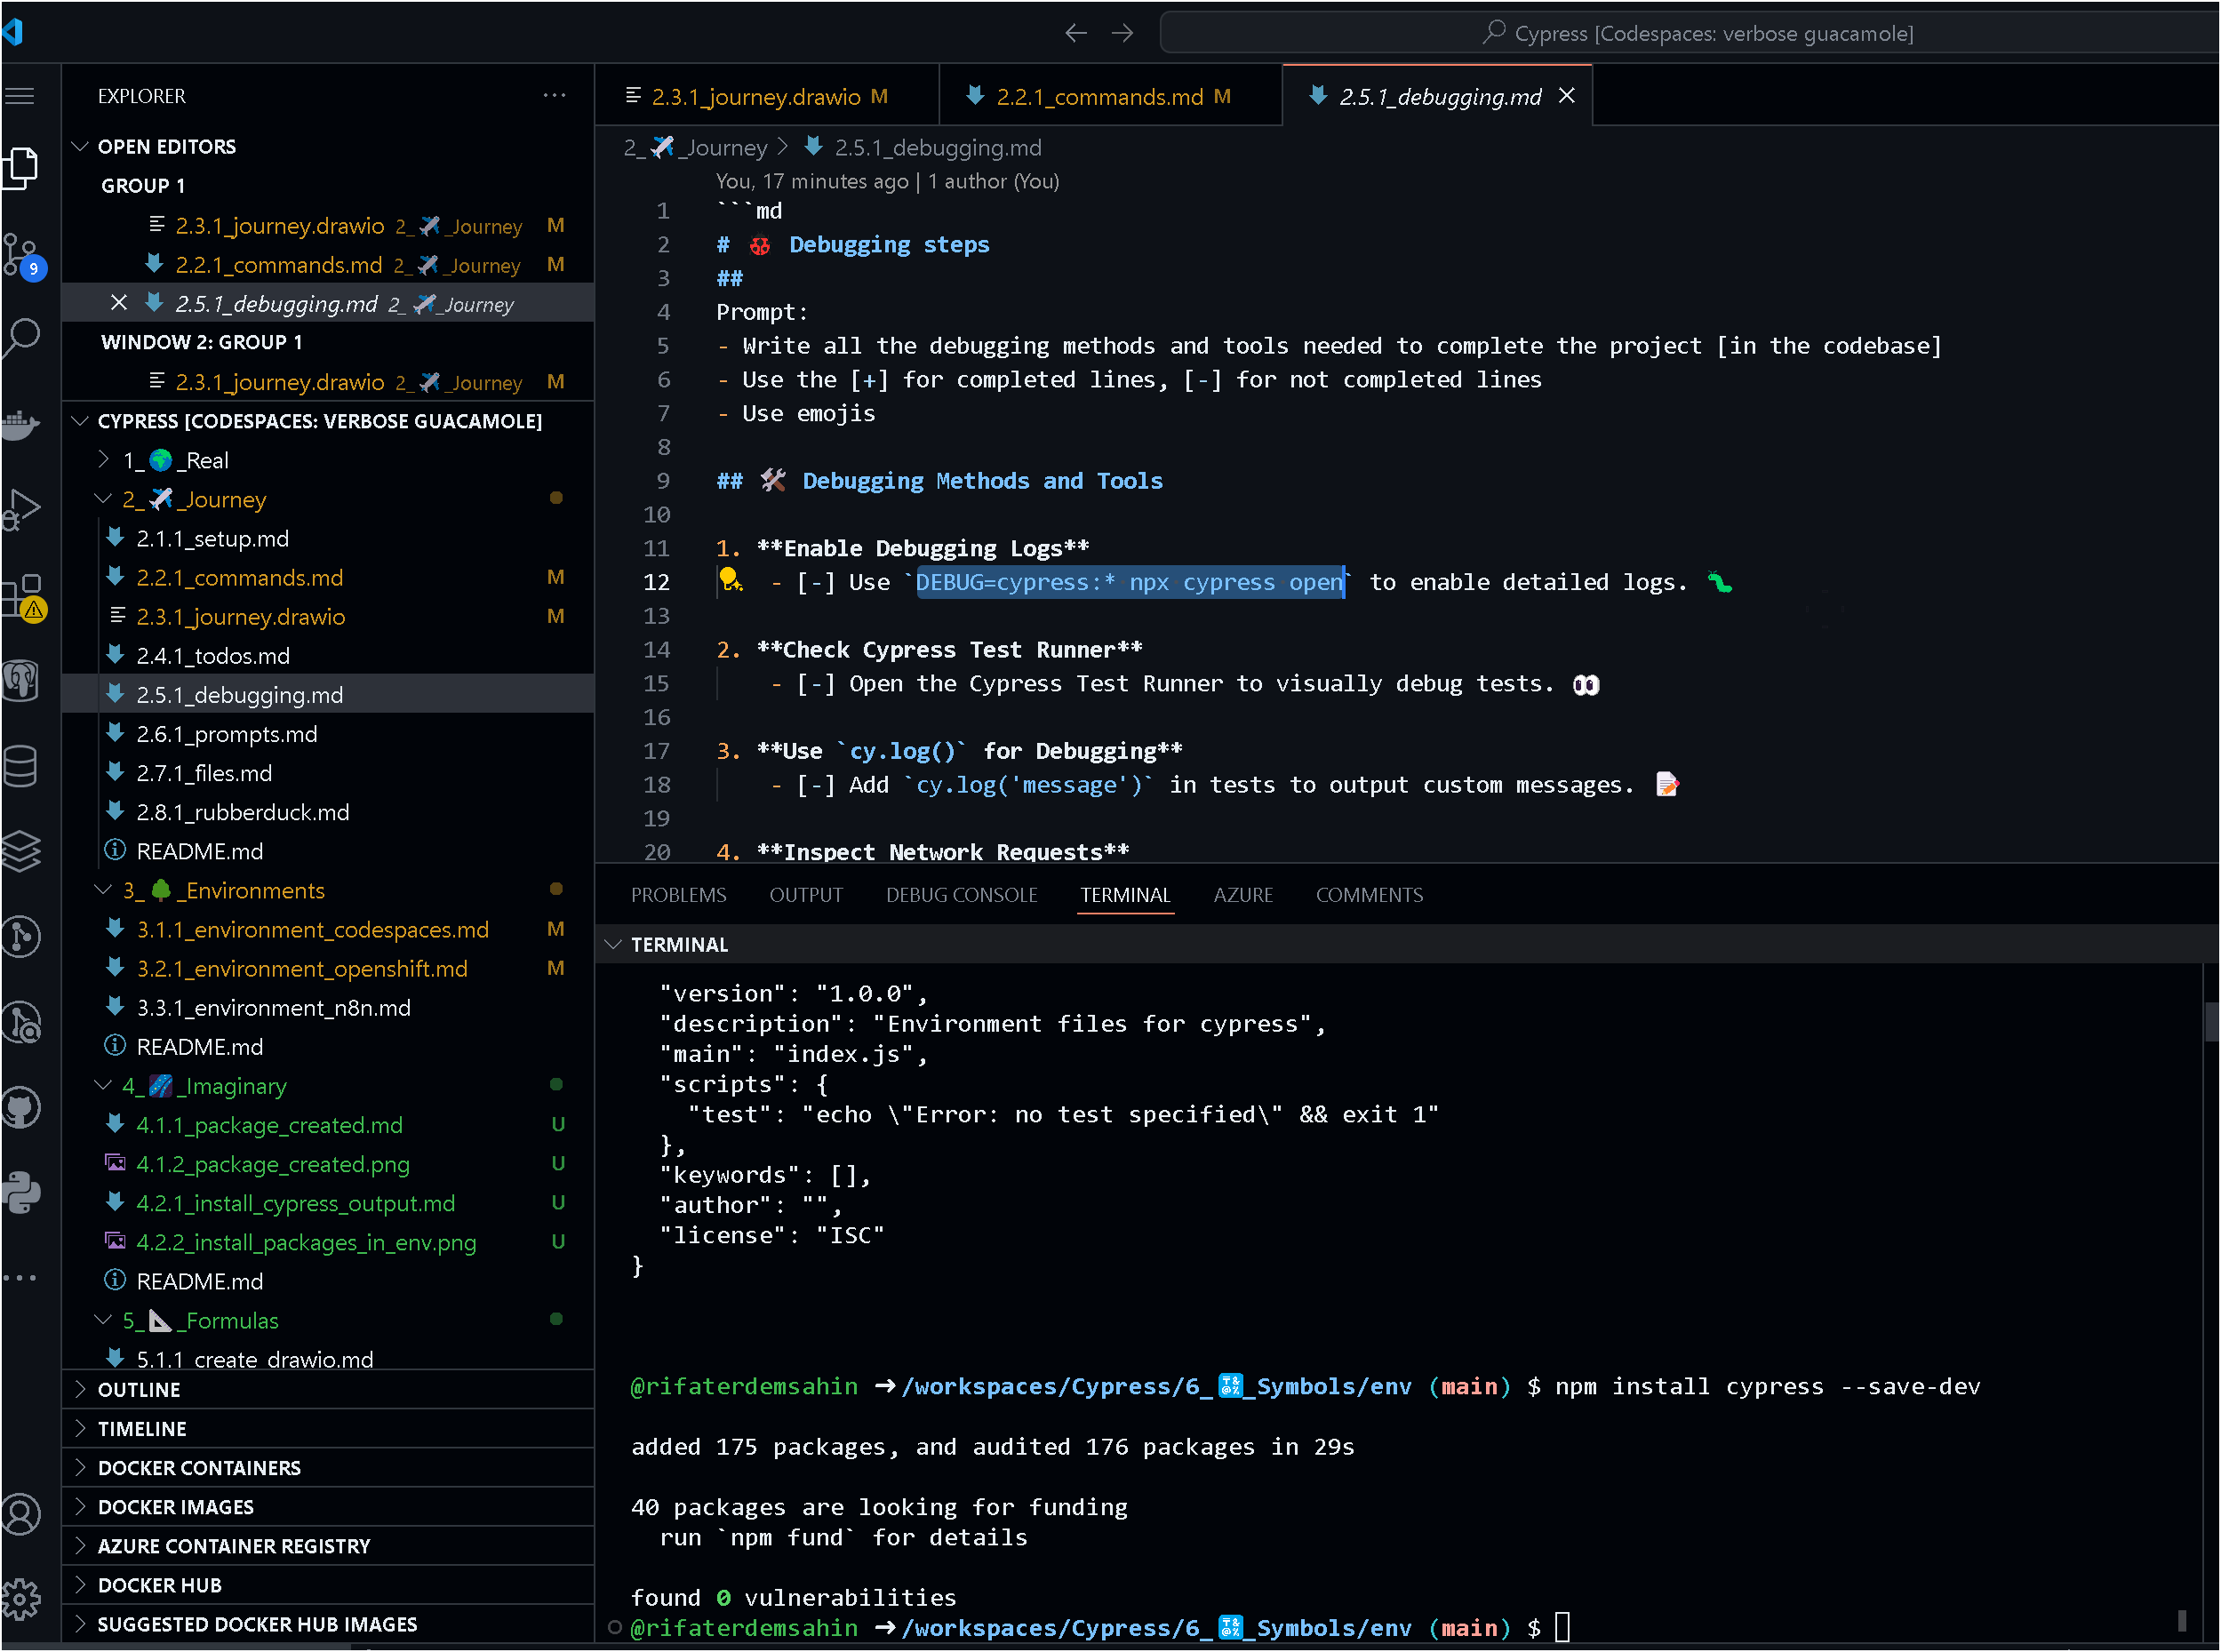 Cypress [Codespaces: verbose guacamole]
EXPLORER
OPEN EDITORS
GROUP 1
2.3.1_journey.drawio 2_✈️_Journey M
2.2.1_commands.md 2_✈️_Journey M
2.5.1_debugging.md 2_✈️_Journey
WINDOW 2: GROUP 1
2.3.1_journey.drawio 2_✈️_Journey M
CYPRESS [CODESPACES: VERBOSE GUACAMOLE]
1_🌍_Real
2_✈️_Journey
2.1.1_setup.md
2.2.1_commands.md M
2.3.1_journey.drawio M
2.4.1_todos.md
2.5.1_debugging.md
2.6.1_prompts.md
2.7.1_files.md
2.8.1_rubberduck.md
README.md
3_🌳_Environments
3.1.1_environment_codespaces.md M
3.2.1_environment_openshift.md M
3.3.1_environment_n8n.md
README.md
4_🌌_Imaginary
4.1.1_package_created.md U
4.1.2_package_created.png U
4.2.1_install_cypress_output.md U
4.2.2_install_packages_in_env.png U
README.md
5_📐_Formulas
5.1.1_create_drawio.md
OUTLINE
TIMELINE
DOCKER CONTAINERS
DOCKER IMAGES
AZURE CONTAINER REGISTRY
DOCKER HUB
SUGGESTED DOCKER HUB IMAGES
9
2.3.1_journey.drawio M
2.2.1_commands.md M
2.5.1_debugging.md
2_✈️_Journey > 2.5.1_debugging.md
You, 17 minutes ago | 1 author (You)
1 ```md
2 # 🐞 Debugging steps
3 ##
4 Prompt:
5 - Write all the debugging methods and tools needed to complete the project [in the codebase]
6 - Use the [+] for completed lines, [-] for not completed lines
7 - Use emojis
8
9 ## 🛠️ Debugging Methods and Tools
10
11 1. **Enable Debugging Logs**
12 - [-] Use `DEBUG=cypress:* npx cypress open` to enable detailed logs. 🐛
13
14 2. **Check Cypress Test Runner**
15 - [-] Open the Cypress Test Runner to visually debug tests. 👀
16
17 3. **Use `cy.log()` for Debugging**
18 - [-] Add `cy.log('message')` in tests to output custom messages. 📝
19
20 4. **Inspect Network Requests**
PROBLEMS OUTPUT DEBUG CONSOLE TERMINAL AZURE COMMENTS
TERMINAL
"version": "1.0.0",
"description": "Environment files for cypress",
"main": "index.js",
"scripts": {
"test": "echo \"Error: no test specified\" && exit 1"
},
"keywords": [],
"author": "",
"license": "ISC"
}
@rifaterdemsahin ➜ /workspaces/Cypress/6_🔣_Symbols/env (main) $ npm install cypress --save-dev
added 175 packages, and audited 176 packages in 29s
40 packages are looking for funding
run `npm fund` for details
found 0 vulnerabilities
@rifaterdemsahin ➜ /workspaces/Cypress/6_🔣_Symbols/env (main) $